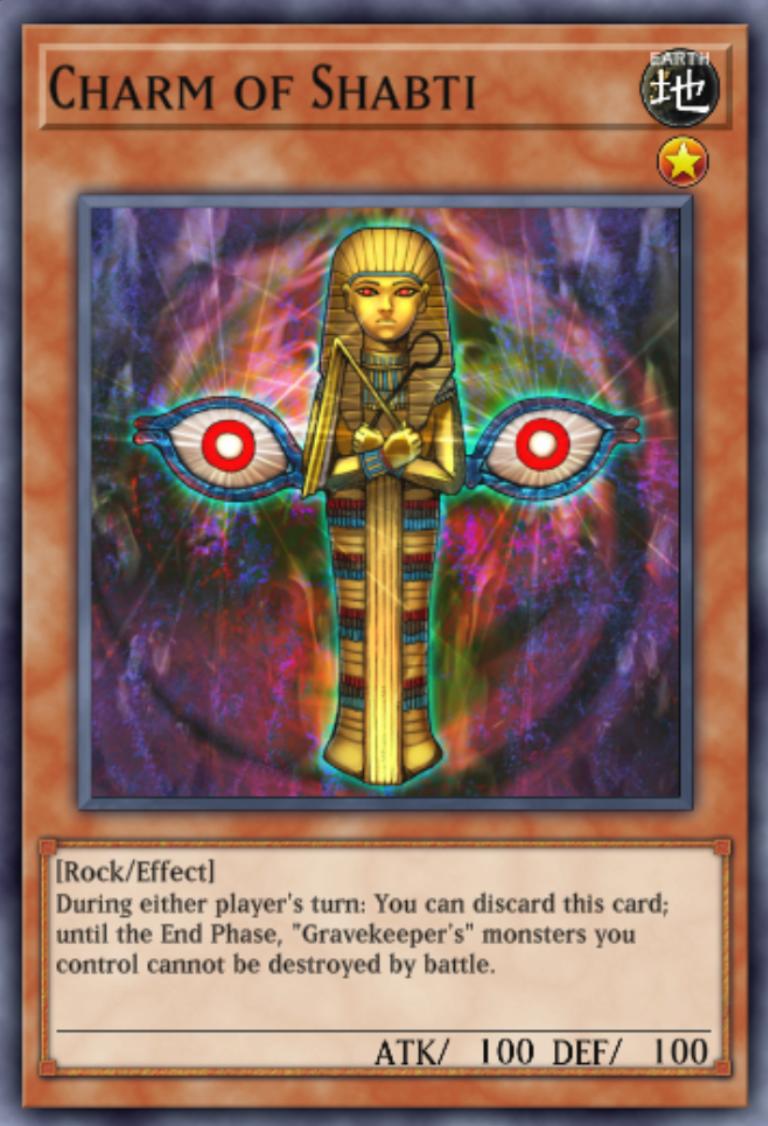 Charm of Shabti
EARTH
地
[Rock/Effect]
During either player's turn: You can discard this card;
until the End Phase, "Gravekeeper's" monsters you
control cannot be destroyed by battle.
ATK/ 100 DEF/ 100